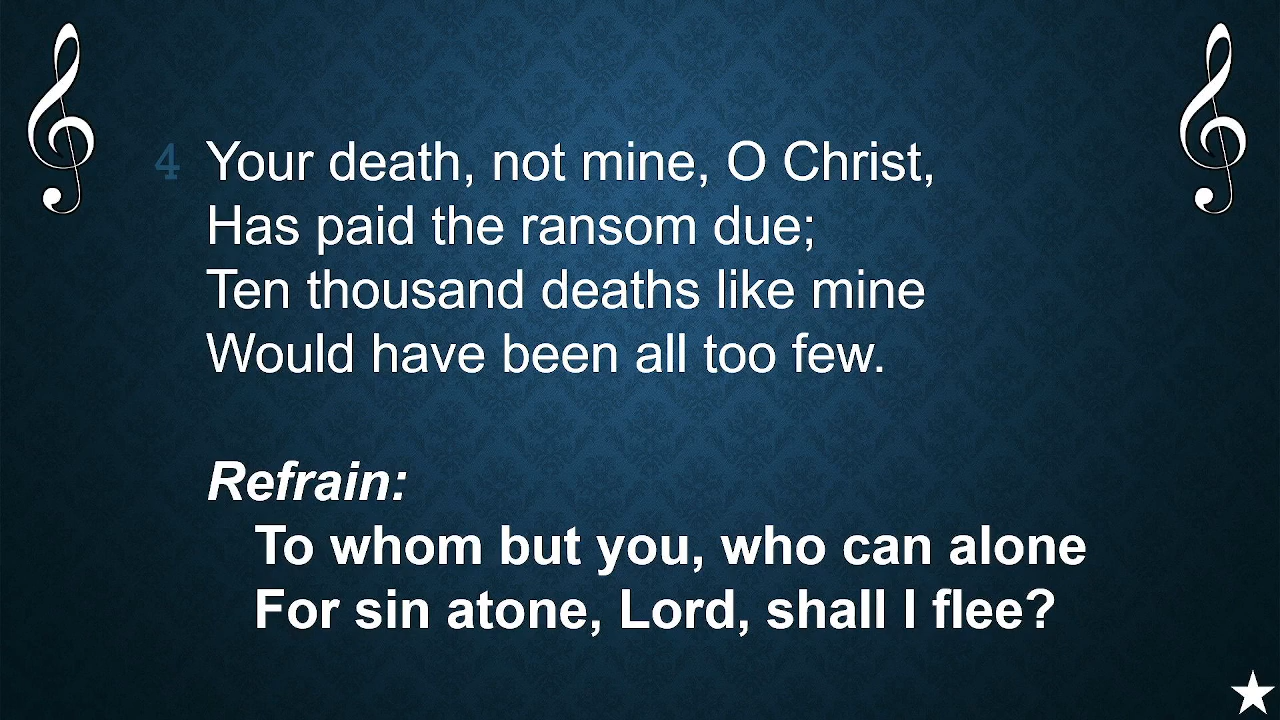 4 Your death, not mine, O Christ,
Has paid the ransom due;
Ten thousand deaths like mine
Would have been all too few.
Refrain:
To whom but you, who can alone
For sin atone, Lord, shall I flee?